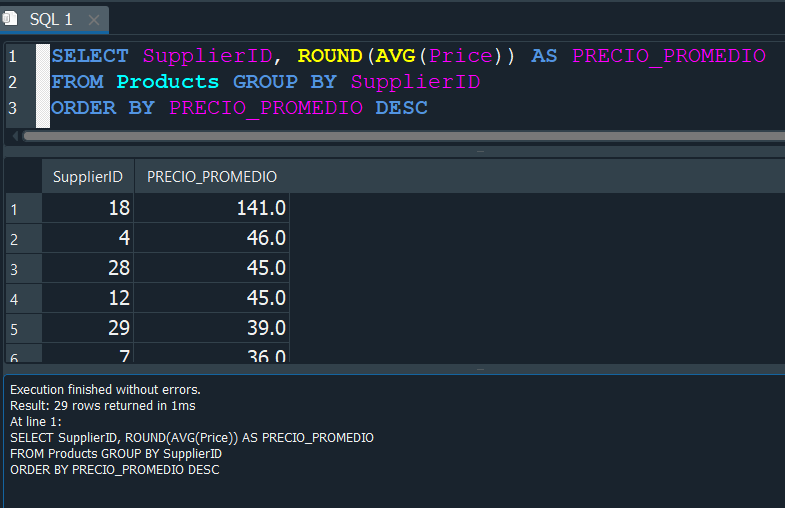 SQL 1
1 SELECT SupplierID, ROUND(AVG(Price)) AS PRECIO_PROMEDIO
2 FROM Products GROUP BY SupplierID
3 ORDER BY PRECIO_PROMEDIO DESC
SupplierID PRECIO_PROMEDIO
1 18 141.0
2 4 46.0
3 28 45.0
4 12 45.0
5 29 39.0
6 7 36.0
Execution finished without errors.
Result: 29 rows returned in 1ms
At line 1:
SELECT SupplierID, ROUND(AVG(Price)) AS PRECIO_PROMEDIO
FROM Products GROUP BY SupplierID
ORDER BY PRECIO_PROMEDIO DESC